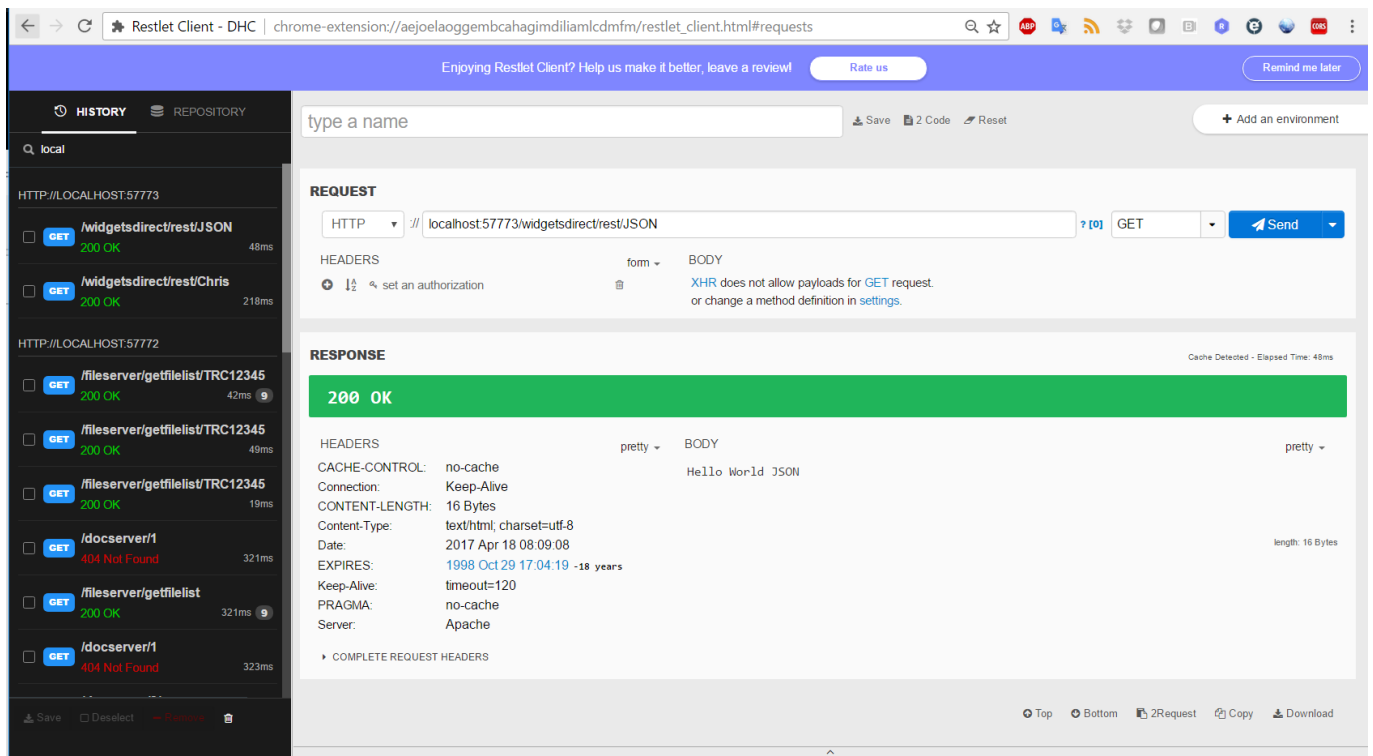 Restlet Client - DHC | chrome-extension://aejoelaoggembcahagimdiliamlcdmfm/restlet_client.html#requests
ABP
CORS
Enjoying Restlet Client? Help us make it better, leave a review!
Rate us
Remind me later
HISTORY
REPOSITORY
local
HTTP://LOCALHOST:57773
GET /widgetsdirect/rest/JSON
200 OK 48ms
GET /widgetsdirect/rest/Chris
200 OK 218ms
HTTP://LOCALHOST:57772
GET /fileserver/getfilelist/TRC12345
200 OK 42ms 9
GET /fileserver/getfilelist/TRC12345
200 OK 49ms
GET /fileserver/getfilelist/TRC12345
200 OK 19ms
GET /docserver/1
404 Not Found 321ms
GET /fileserver/getfilelist
200 OK 321ms 9
GET /docserver/1
404 Not Found 323ms
Save Deselect
type a name
Save 2 Code Reset
+ Add an environment
REQUEST
HTTP :// localhost:57773/widgetsdirect/rest/JSON ? [0] GET Send
HEADERS form
set an authorization
BODY
XHR does not allow payloads for GET request.
or change a method definition in settings.
RESPONSE
Cache Detected - Elapsed Time: 48ms
200 OK
HEADERS pretty
CACHE-CONTROL: no-cache
Connection: Keep-Alive
CONTENT-LENGTH: 16 Bytes
Content-Type: text/html; charset=utf-8
Date: 2017 Apr 18 08:09:08
EXPIRES: 1998 Oct 29 17:04:19 -18 years
Keep-Alive: timeout=120
PRAGMA: no-cache
Server: Apache
COMPLETE REQUEST HEADERS
BODY pretty
Hello World JSON
length: 16 Bytes
Top Bottom 2Request Copy Download